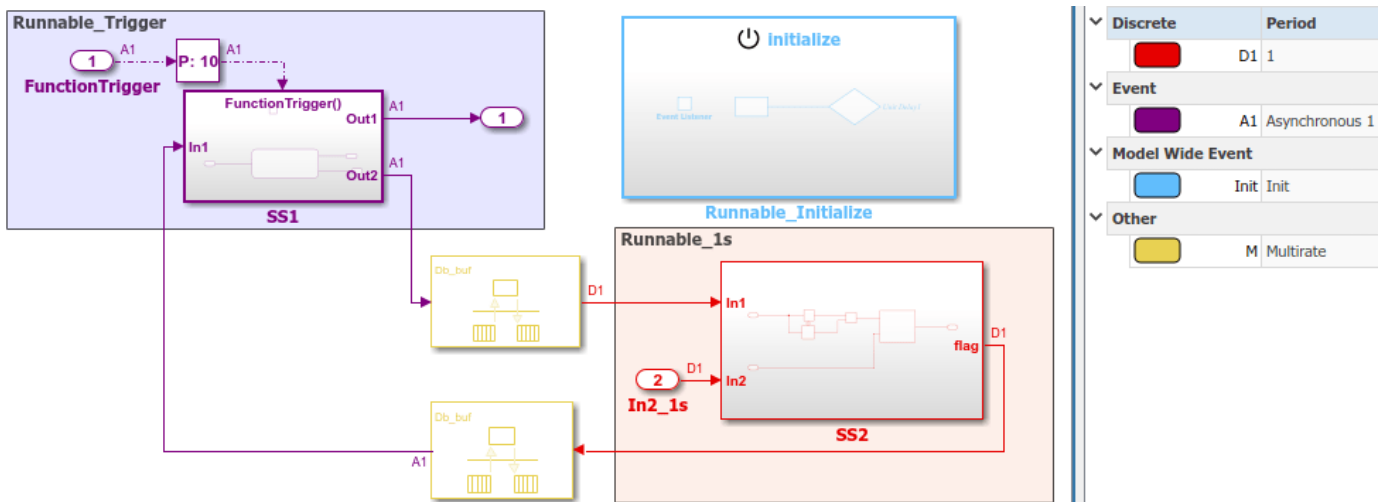 Runnable_Trigger
A1
A1
1
P: 10
FunctionTrigger
FunctionTrigger()
A1
Out1
1
In1
A1
Out2
SS1
initialize
Event Listener
Unit Delay1
Runnable_Initialize
Runnable_1s
Db_buf
D1
In1
D1
flag
2
D1
In2
In2_1s
SS2
Db_buf
A1
Discrete Period
D1 1
Event
A1 Asynchronous 1
Model Wide Event
Init Init
Other
M Multirate